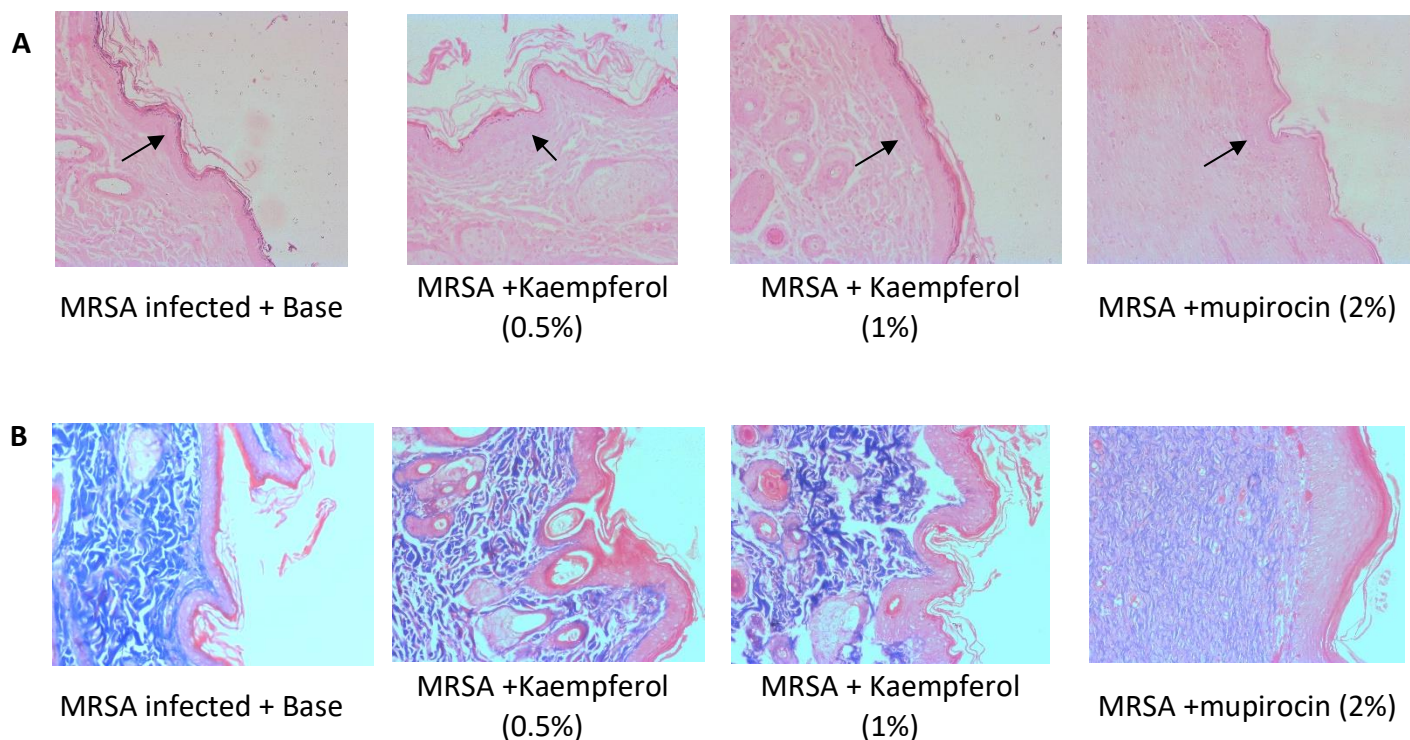 A
MRSA infected + Base
MRSA +Kaempferol
(0.5%)
MRSA + Kaempferol
(1%)
MRSA +mupirocin (2%)
B
MRSA infected + Base
MRSA +Kaempferol
(0.5%)
MRSA + Kaempferol
(1%)
MRSA +mupirocin (2%)